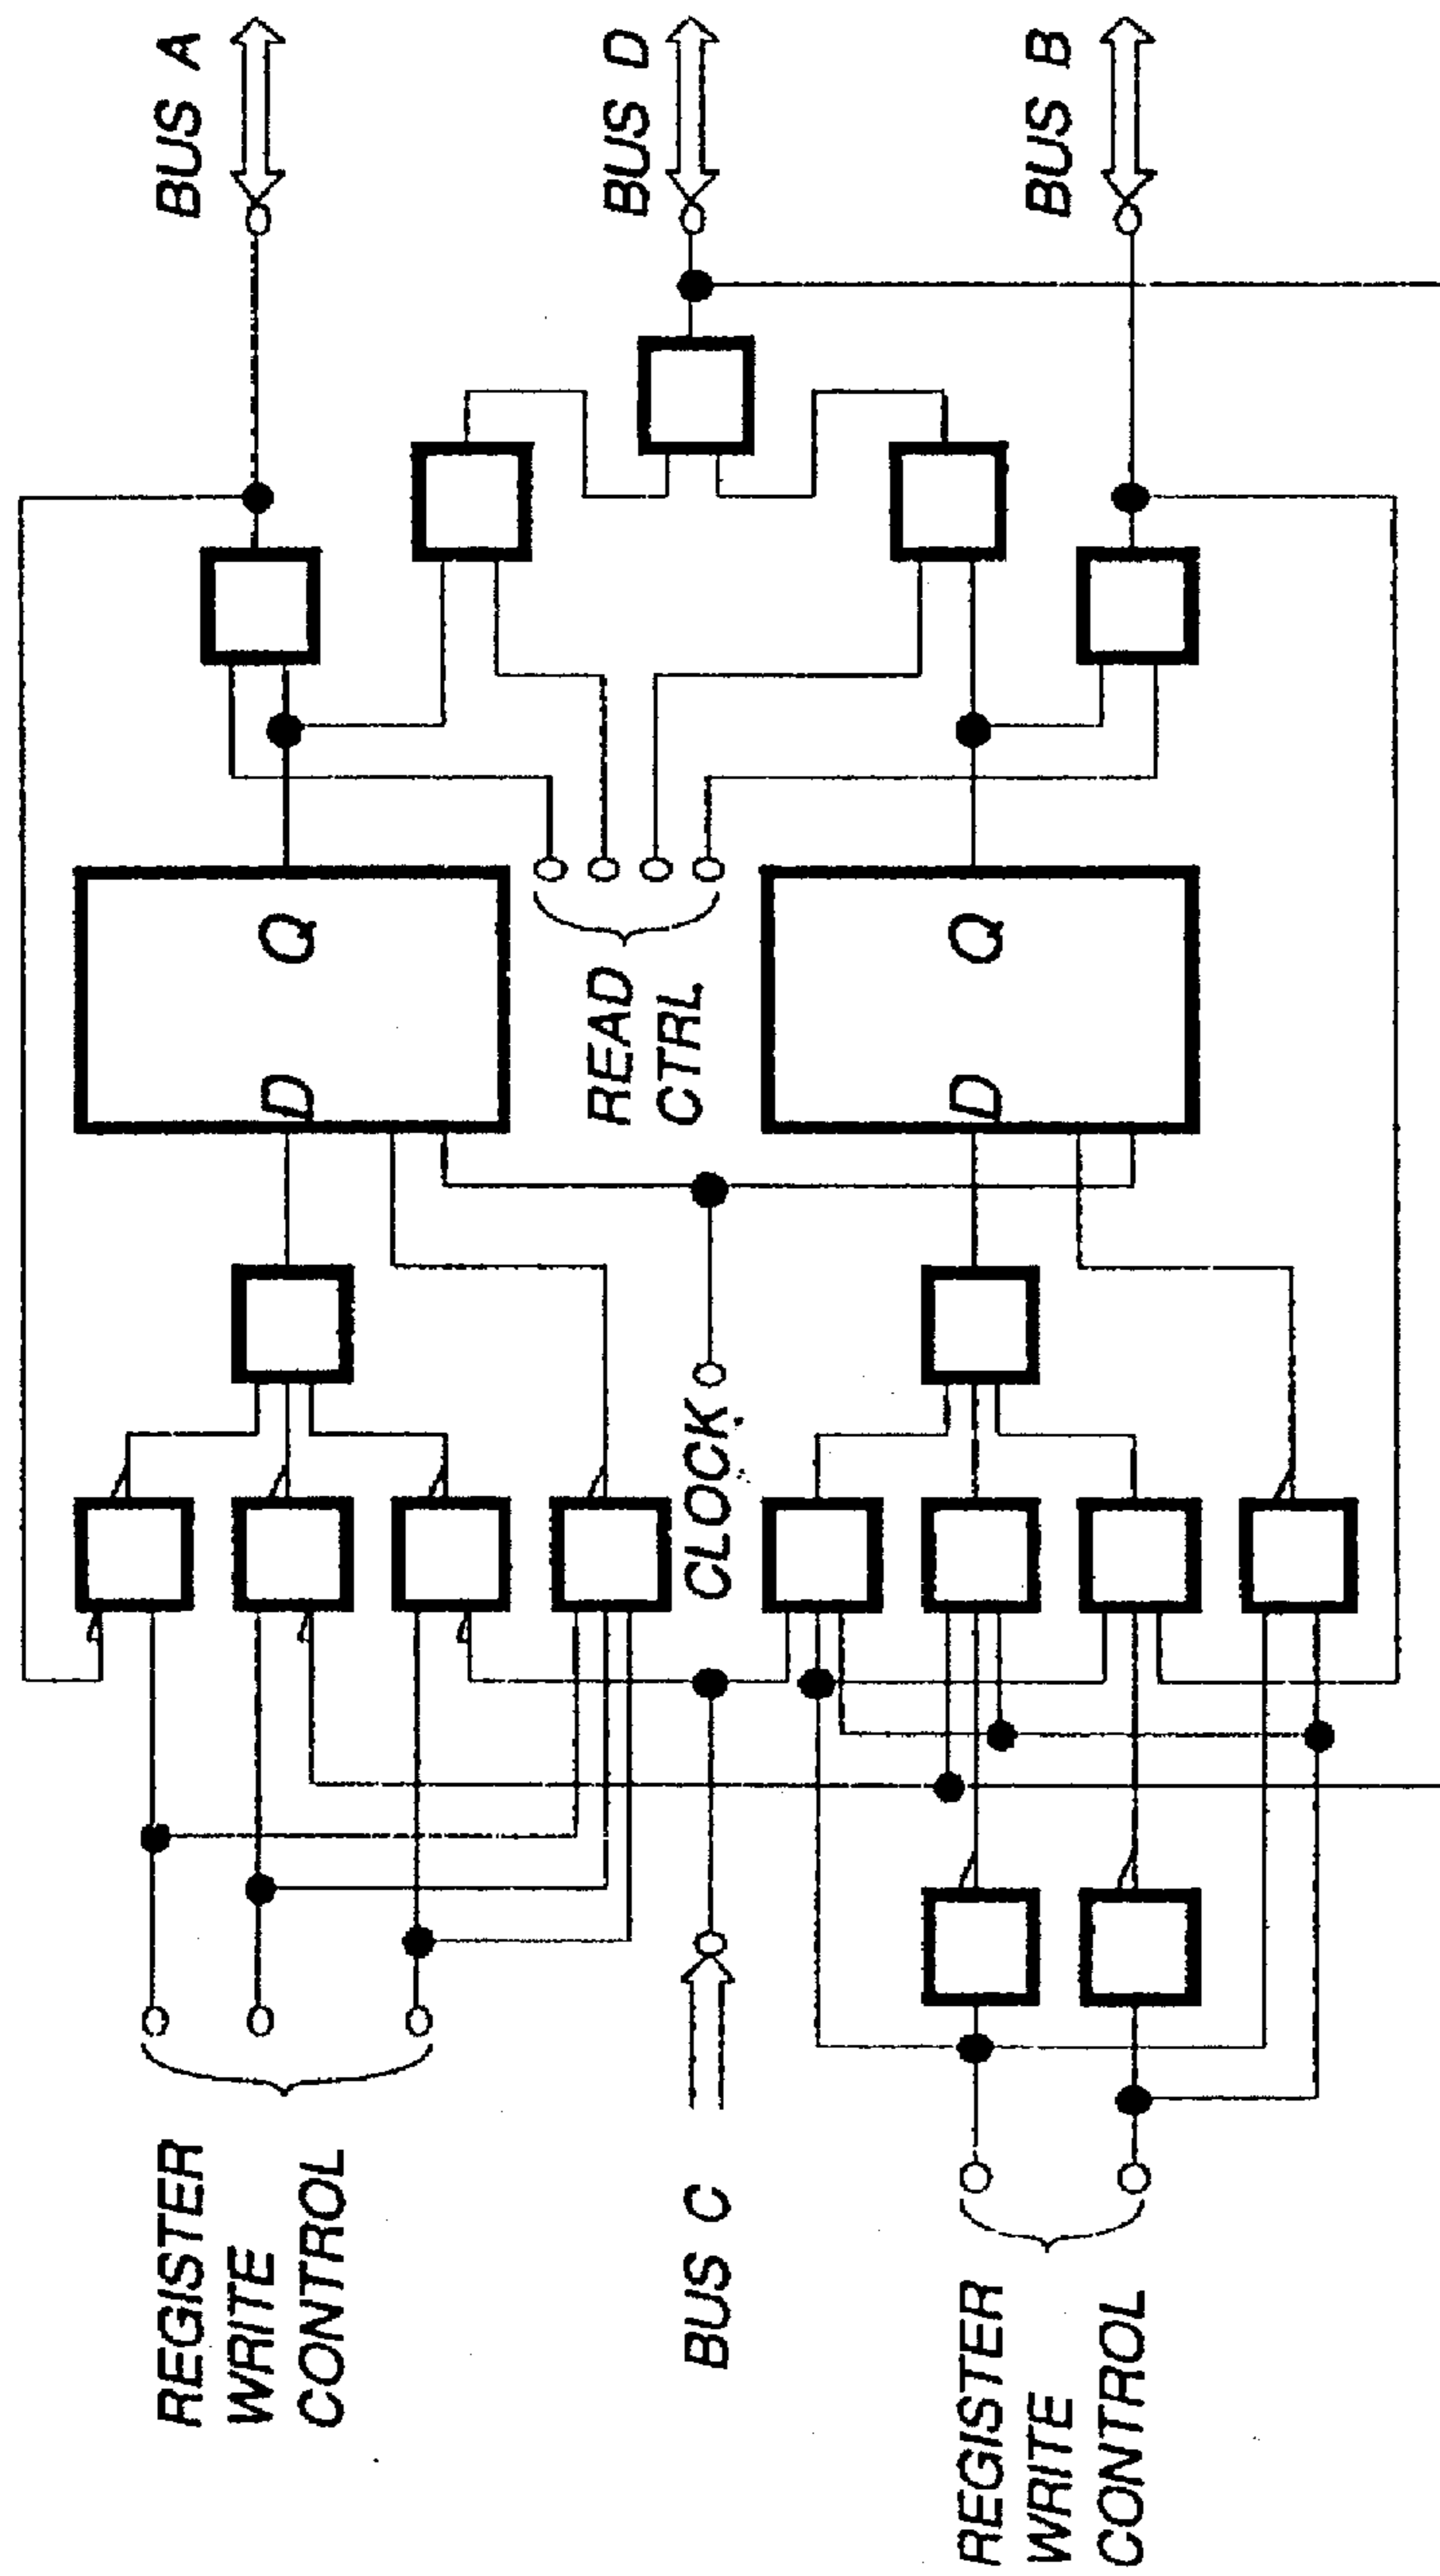 BUS A
BUS D
BUS B
Q
D
READ
CTRL
Q
D
CLOCK
REGISTER
WRITE
CONTROL
BUS C
REGISTER
WRITE
CONTROL